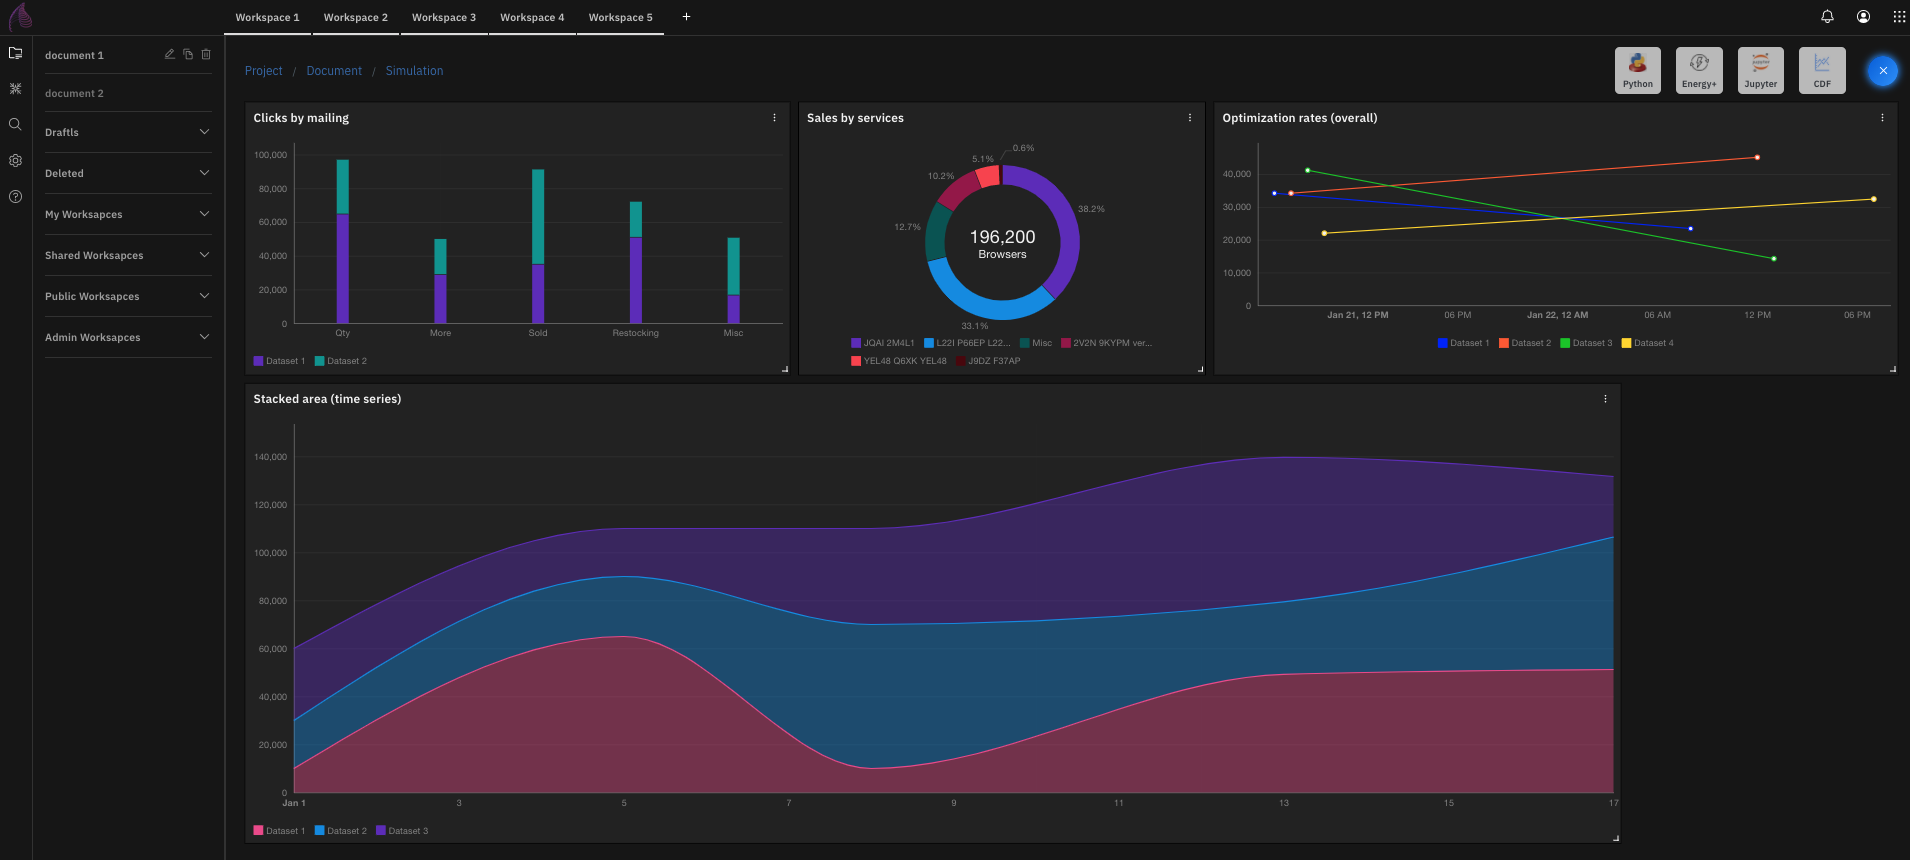 Workspace 1 Workspace 2 Workspace 3 Workspace 4 Workspace 5 +
document 1
document 2
Draftls
Deleted
My Worksapces
Shared Worksapces
Public Worksapces
Admin Worksapces
Project / Document / Simulation
Python Energy+ Jupyter CDF
Clicks by mailing
100,000
80,000
60,000
40,000
20,000
0
Qty More Sold Restocking Misc
Dataset 1 Dataset 2
Sales by services
0.6%
5.1%
10.2%
38.2%
12.7%
33.1%
196,200
Browsers
JQAI 2M4L1 L22I P66EP L22... Misc 2V2N 9KYPM ver...
YEL48 Q6XK YEL48 J9DZ F37AP
Optimization rates (overall)
40,000
30,000
20,000
10,000
0
Jan 21, 12 PM 06 PM Jan 22, 12 AM 06 AM 12 PM 06 PM
Dataset 1 Dataset 2 Dataset 3 Dataset 4
Stacked area (time series)
140,000
120,000
100,000
80,000
60,000
40,000
20,000
0
Jan 1 3 5 7 9 11 13 15 17
Dataset 1 Dataset 2 Dataset 3